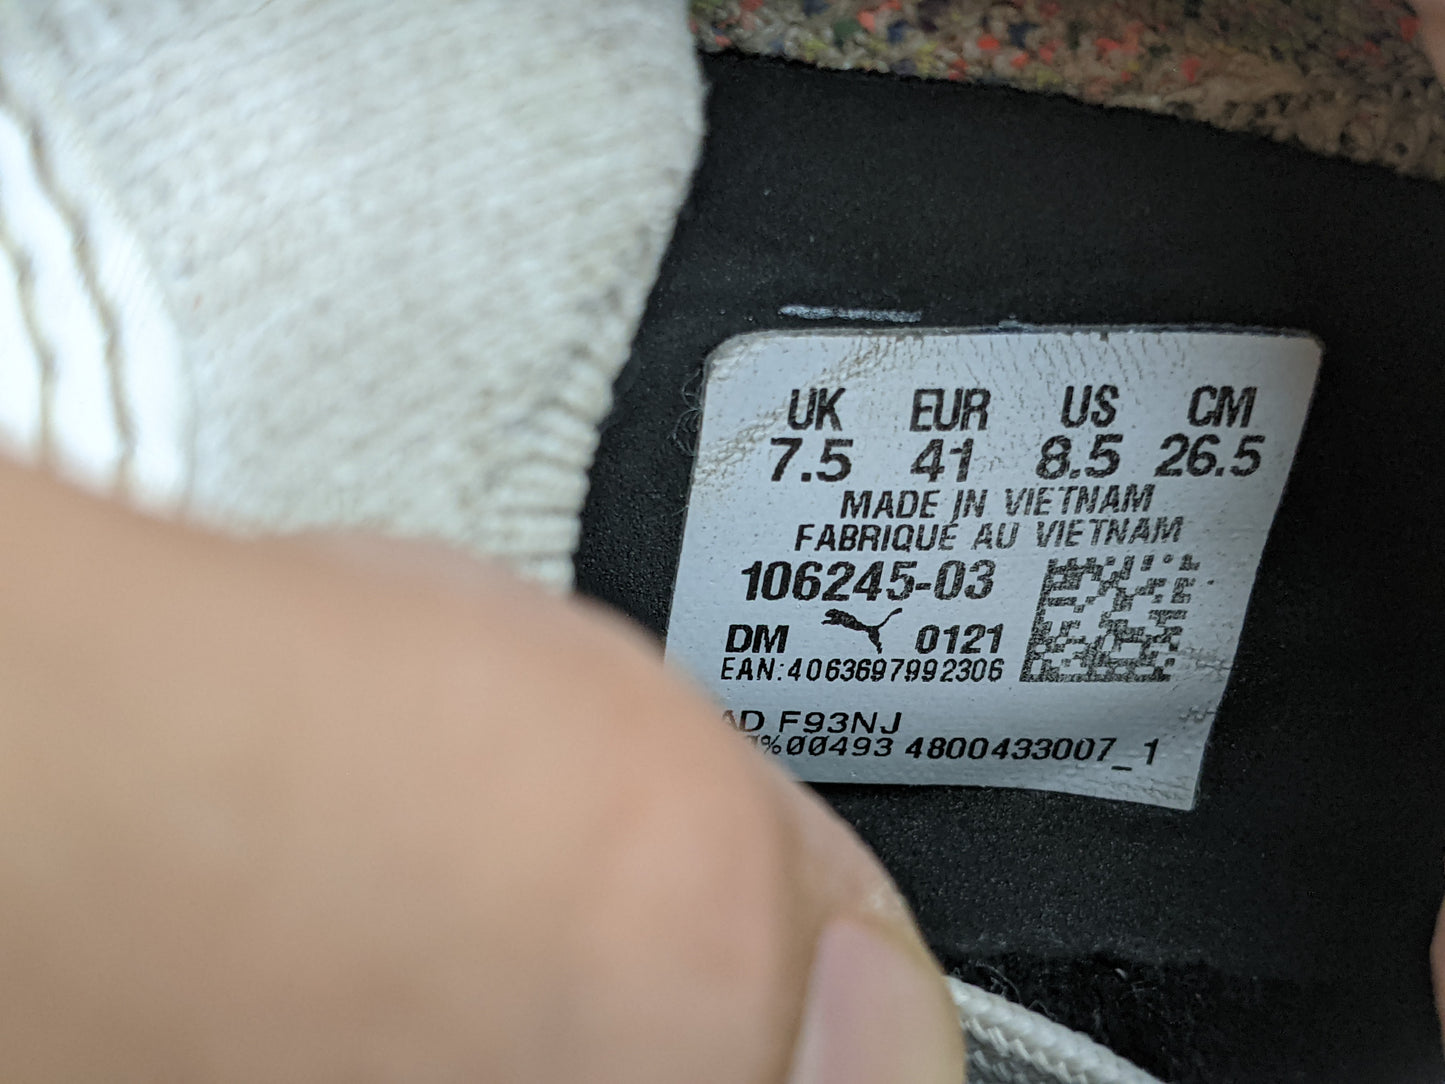 UK EUR US CM
7.5 41 8.5 26.5
MADE IN VIETNAM
FABRIQUÉ AU VIETNAM
106245-03
DM 0121
EAN:4063697992306
F93NJ
%00493 4800433007_1